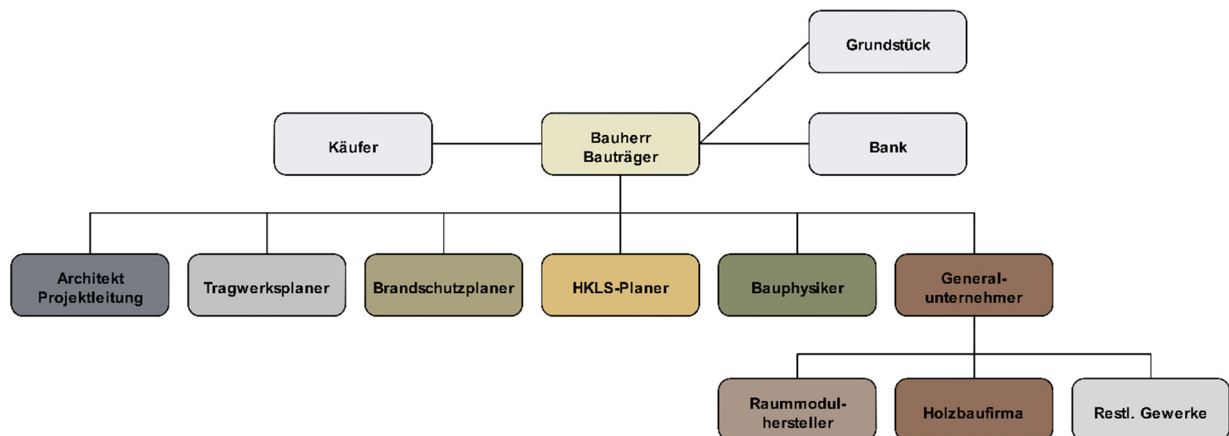 Grundstück
Käufer
Bauherr
Bauträger
Bank
Architekt
Projektleitung
Tragwerksplaner
Brandschutzplaner
HKLS-Planer
Bauphysiker
General-
unternehmer
Raummodul-
hersteller
Holzbaufirma
Restl. Gewerke